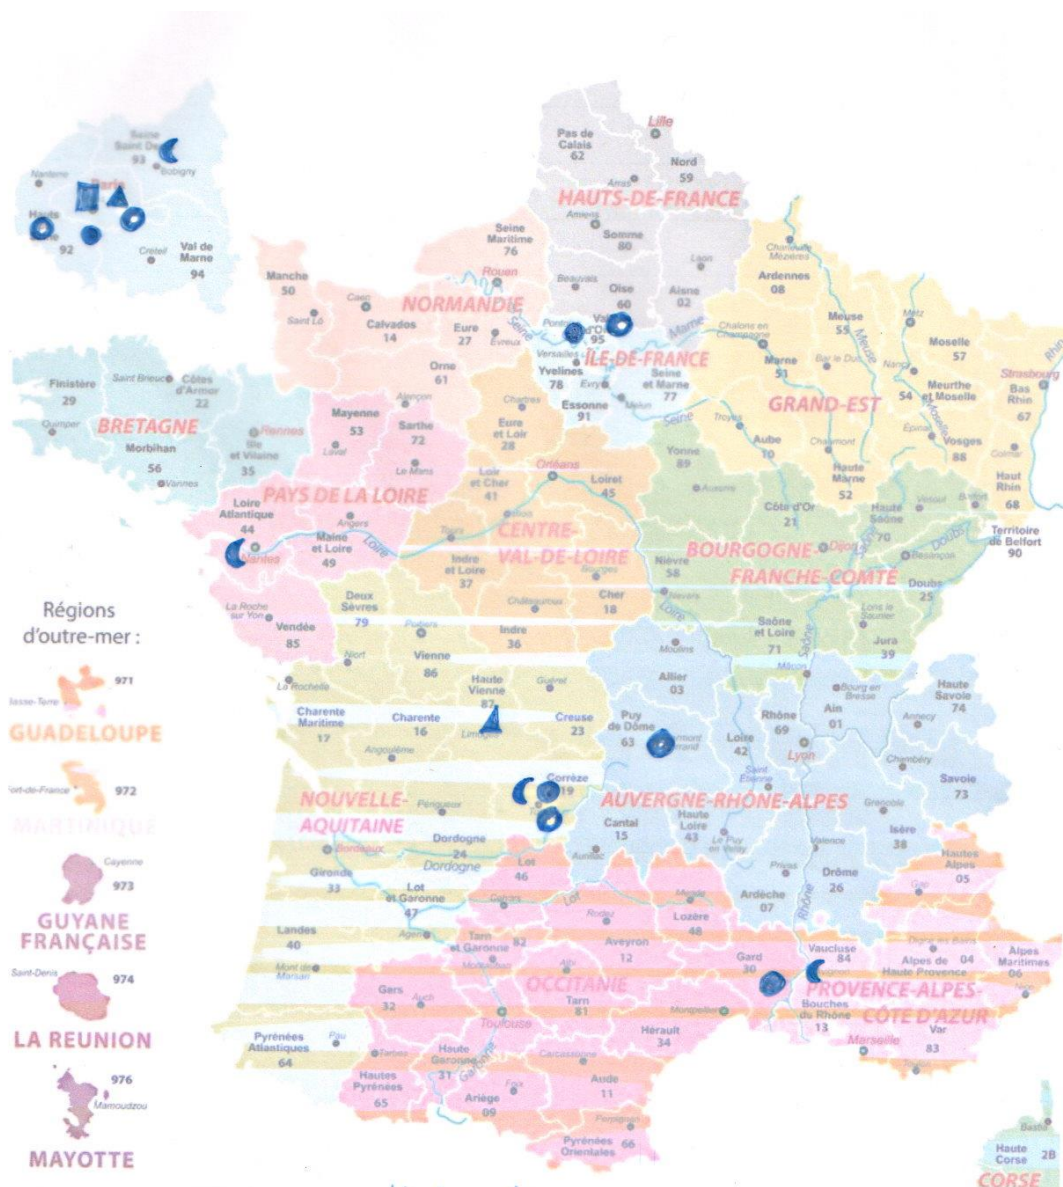 Seine
93
Bobigny
Nanterre
Paris
Hauts
92
Créteil
Val de
Marne
94
Lille
Pas de
Calais
62
Nord
59
Arras
HAUTS-DE-FRANCE
Amiens
Somme
80
Laon
Aisne
02
Beauvais
Oise
60
Seine
Maritime
76
Rouen
NORMANDIE
Manche
50
Caen
Saint Lô
Calvados
14
Eure
27
Evreux
Orne
61
Alençon
Seine
95
Versailles
ÎLE-DE-FRANCE
Yvelines
78
Evry
Seine
et Marne
77
Melun
Essonne
91
Marne
Seine
Charleville
Mézières
Ardennes
08
Meuse
55
Meuse
Metz
Moselle
57
Rhin
Strasbourg
Bas
Rhin
67
Chalons en
Champagne
Marne
51
Bar le Duc
Nancy
Meurthe
et Moselle
54
Moselle
GRAND-EST
Troyes
Aube
10
Chaumont
Haute
Marne
52
Épinal
Vosges
88
Colmar
Haut
Rhin
68
Finistère
29
Saint Brieuc
Côtes
d'Armor
22
Quimper
BRETAGNE
Morbihan
56
Vannes
Rennes
Ille
et Vilaine
35
Mayenne
53
Laval
Sarthe
72
Le Mans
PAYS DE LA LOIRE
Loire
Atlantique
44
Nantes
Angers
Maine
et Loire
49
Loire
La Roche
sur Yon
Vendée
85
Chartres
Eure
et Loir
28
Orléans
Loiret
45
Loir
et Cher
41
Blois
Tours
CENTRE-
VAL-DE-LOIRE
Indre
et Loire
37
Bourges
Cher
18
Châteauroux
Indre
36
Yonne
89
Auxerre
Côte d'Or
21
Dijon
Haute
Saône
70
Vesoul
Belfort
Territoire
de Belfort
90
Saône
Besançon
Doubs
BOURGOGNE-
FRANCHE-COMTÉ
Nièvre
58
Nevers
Loire
Doubs
25
Lons le
Saunier
Jura
39
Saône
et Loire
71
Saône
Mâcon
Deux
Sèvres
79
Poitiers
Vienne
86
Niort
La Rochelle
Charente
Maritime
17
Charente
16
Angoulême
Haute
Vienne
87
Limoges
Guéret
Creuse
23
Corrèze
19
NOUVELLE-
AQUITAINE
Périgueux
Dordogne
24
Dordogne
Bordeaux
Gironde
33
Lot
et Garonne
47
Agen
Landes
40
Mont de
Marsan
Pyrénées
Atlantiques
64
Pau
Moulins
Allier
03
Puy
de Dôme
63
Loire
42
Rhône
69
Lyon
Bourg en
Bresse
Ain
01
Haute
Savoie
74
Annecy
Chambéry
Savoie
73
Saint-
Etienne
AUVERGNE-RHÔNE-ALPES
Cantal
15
Aurillac
Haute
Loire
43
Le Puy
en Velay
Grenoble
Isère
38
Valence
Privas
Drôme
26
Ardèche
07
Rhône
Lot
46
Cahors
Lot
Mende
Lozère
48
Rodez
Aveyron
12
Tarn
et Garonne
82
Montauban
Albi
Gard
30
OCCITANIE
Tarn
81
Gers
32
Auch
Toulouse
Montpellier
Hérault
34
Haute
Garonne
31
Garonne
Tarbes
Hautes
Pyrénées
65
Carcassonne
Aude
11
Foix
Ariège
09
Perpignan
Pyrénées
Orientales
66
Hautes
Alpes
05
Gap
Vaucluse
84
Digne les Bains
Alpes de
Haute Provence
04
Alpes
Maritimes
06
Nice
PROVENCE-ALPES-
CÔTE D'AZUR
Bouches
du Rhône
13
Marseille
Var
83
Toulon
Bastia
Haute
Corse
2B
CORSE
Régions
d'outre-mer :
971
GUADELOUPE
972
MARTINIQUE
Cayenne
973
GUYANE
FRANÇAISE
Saint-Denis
974
LA REUNION
976
Mamoudzou
MAYOTTE